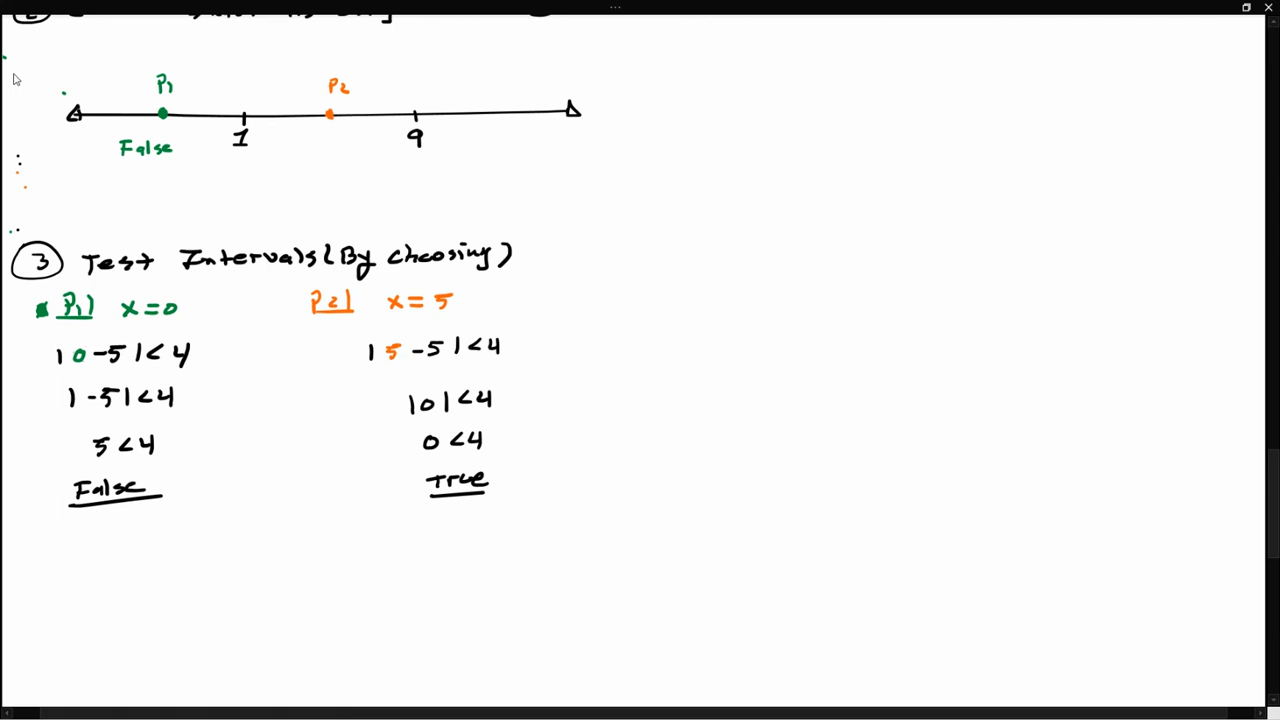 P1 P2
1 9
False
3 Test Intervals (By choosing)
P1) x=0
|0-5|<4
|-5|<4
5<4
False
P2) x=5
|5-5|<4
|0|<4
0<4
True